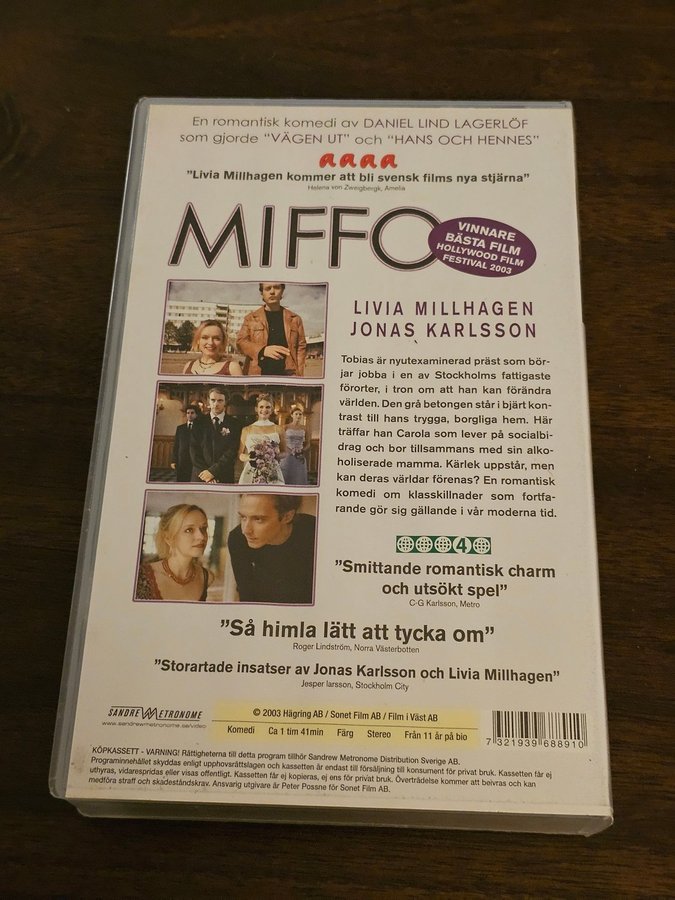 En romantisk komedi av DANIEL LIND LAGERLÖF
som gjorde "VÄGEN UT" och "HANS OCH HENNES"
aaaa
"Livia Millhagen kommer att bli svensk films nya stjärna"
Helena von Zweigbergk, Amelia
MIFFO
VINNARE
BÄSTA FILM
HOLLYWOOD FILM
FESTIVAL 2003
LIVIA MILLHAGEN
JONAS KARLSSON
Tobias är nyutexaminerad präst som bör-
jar jobba i en av Stockholms fattigaste
förorter, i tron om att han kan förändra
världen. Den grå betongen står i bjärt kon-
trast till hans trygga, borgliga hem. Här
träffar han Carola som lever på socialbi-
drag och bor tillsammans med sin alko-
holiserade mamma. Kärlek uppstår, men
kan deras världar förenas? En romantisk
komedi om klasskillnader som fortfa-
rande gör sig gällande i vår moderna tid.
4
"Smittande romantisk charm
och utsökt spel"
C-G Karlsson, Metro
"Så himla lätt att tycka om"
Roger Lindström, Norra Västerbotten
"Storartade insatser av Jonas Karlsson och Livia Millhagen"
Jesper larsson, Stockholm City
SANDREW METRONOME
www.sandrewmetronome.se/video
© 2003 Hägring AB / Sonet Film AB / Film i Väst AB
Komedi Ca 1 tim 41min Färg Stereo Från 11 år på bio
7 321939 688910
KÖPKASSETT - VARNING! Rättigheterna till detta program tillhör Sandrew Metronome Distribution Sverige AB.
Programinnehållet skyddas enligt upphovsrättslagen och kassetten är endast till försäljning till konsument för privat bruk. Kassetten får ej
uthyras, vidarespridas eller visas offentligt. Kassetten får ej kopieras, ej ens för privat bruk. Överträdelse kommer att beivras och kan
medföra straff och skadeståndskrav. Ansvarig utgivare är Peter Possne för Sonet Film AB.